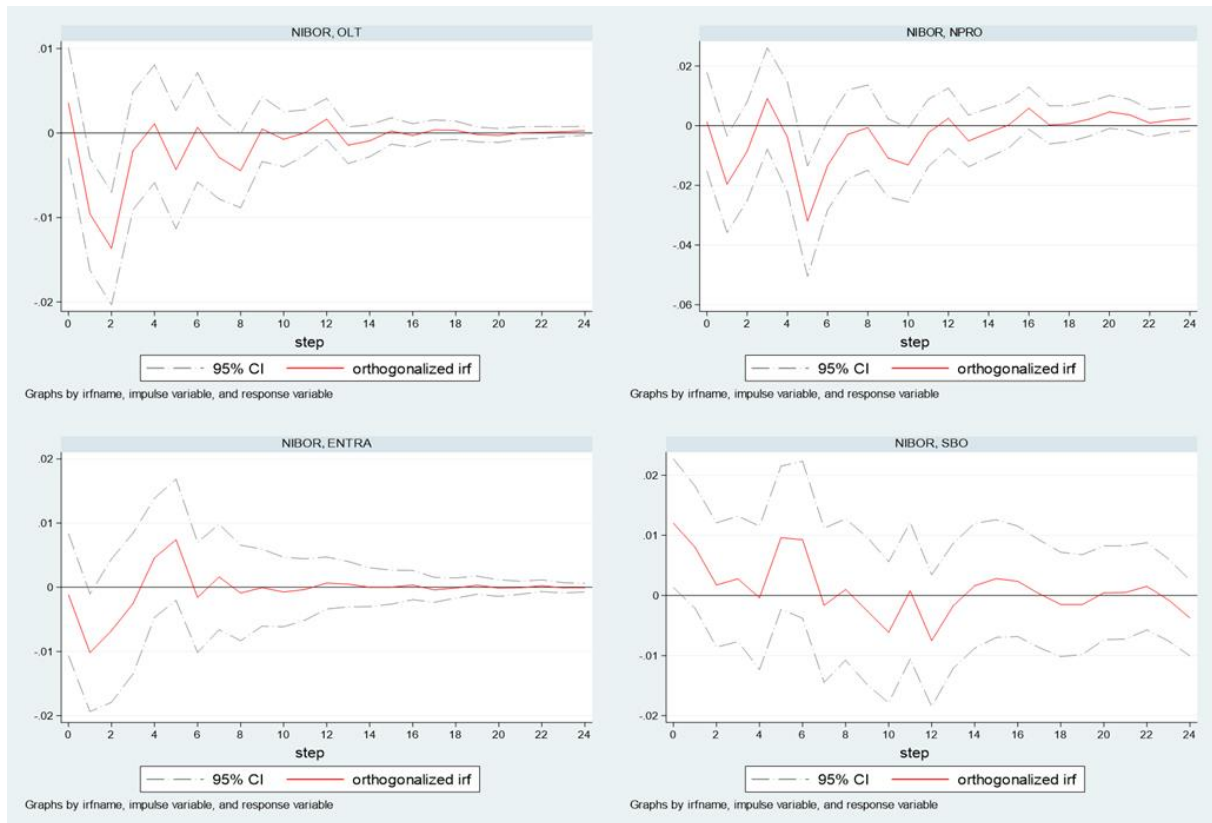 NIBOR, OLT
.01
0
-.01
-.02
0 2 4 6 8 10 12 14 16 18 20 22 24
step
95% CI orthogonalized irf
Graphs by irfname, impulse variable, and response variable
NIBOR, NPRO
.02
0
-.02
-.04
-.06
0 2 4 6 8 10 12 14 16 18 20 22 24
step
95% CI orthogonalized irf
Graphs by irfname, impulse variable, and response variable
NIBOR, ENTRA
.02
.01
0
-.01
-.02
0 2 4 6 8 10 12 14 16 18 20 22 24
step
95% CI orthogonalized irf
Graphs by irfname, impulse variable, and response variable
NIBOR, SBO
.02
.01
0
-.01
-.02
0 2 4 6 8 10 12 14 16 18 20 22 24
step
95% CI orthogonalized irf
Graphs by irfname, impulse variable, and response variable